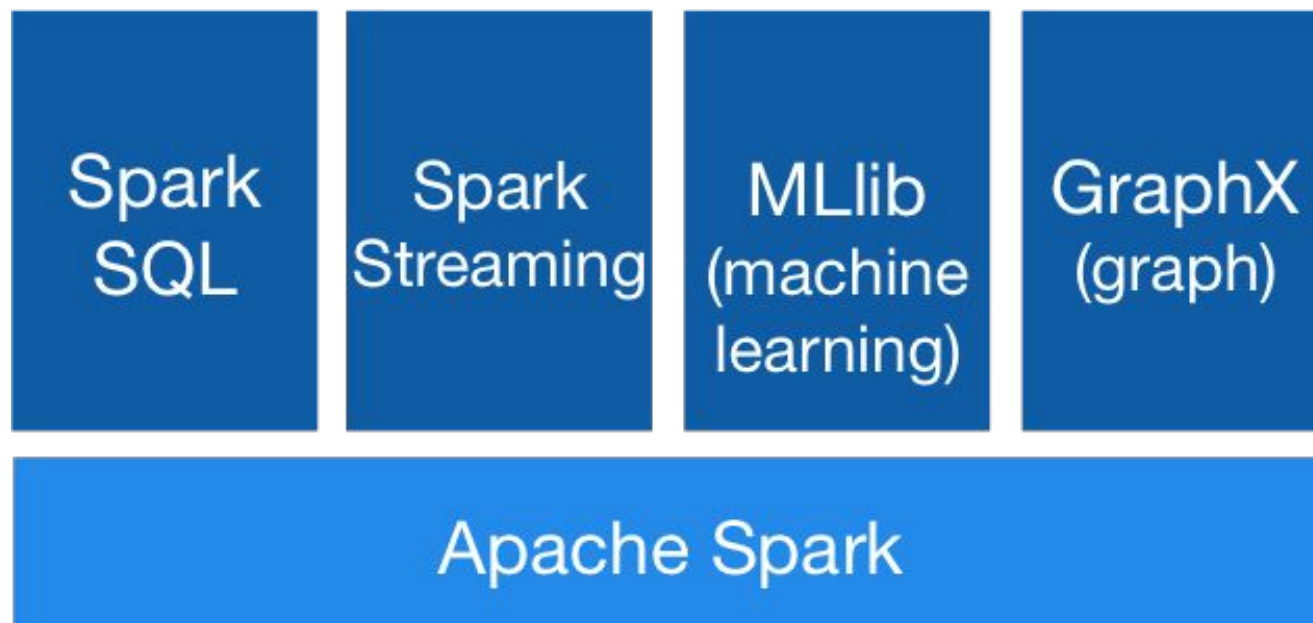 Spark
SQL
Spark
Streaming
MLlib
(machine
learning)
GraphX
(graph)
Apache Spark